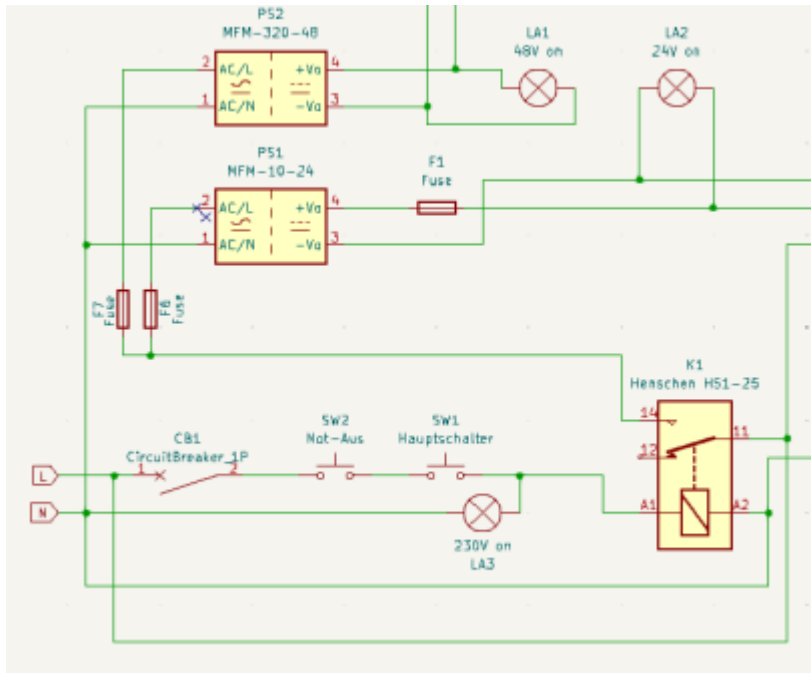 PS2
MFM-320-48
2 AC/L +Vo 4
1 AC/N -Vo 3
LA1
48V on
LA2
24V on
PS1
MFM-10-24
2 AC/L +Vo 4
1 AC/N -Vo 3
F1
Fuse
F7
Fuse
Fuse
K1
Henschen HS1-25
14
12
11
A1
A2
CB1
CircuitBreaker_1P
1
2
SW2
Not-Aus
SW1
Hauptschalter
L
N
230V on
LA3